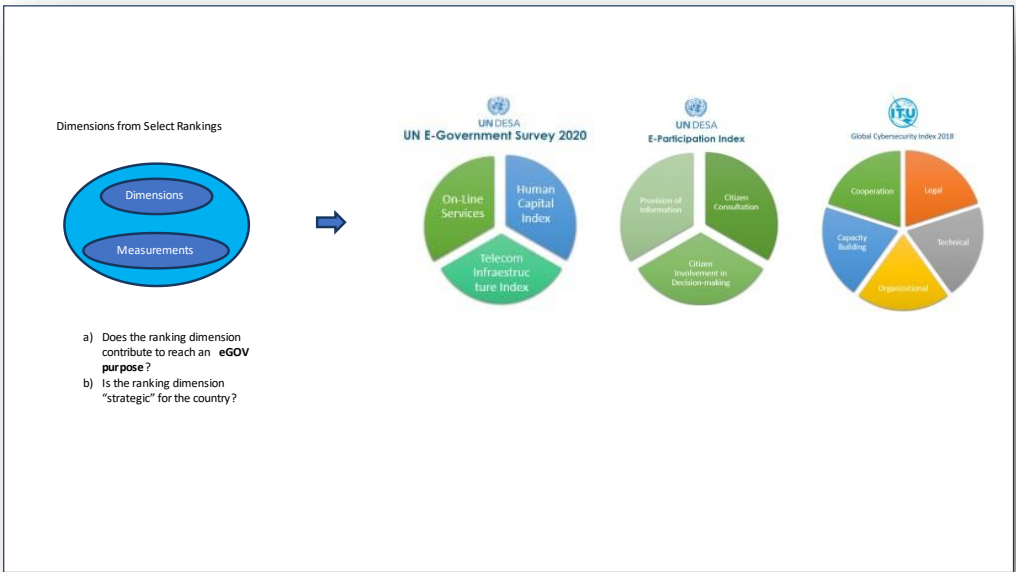 Dimensions from Select Rankings
Dimensions
Measurements
a) Does the ranking dimension
contribute to reach an eGOV
purpose?
b) Is the ranking dimension
"strategic" for the country?
UN DESA
UN E-Government Survey 2020
On-Line
Services
Human
Capital
Index
Telecom
Infraestruc
ture Index
UN DESA
E-Participation Index
Provision of
Information
Citizen
Consultation
Citizen
Involvement in
Decision-making
ITU
Global Cybersecurity Index 2018
Cooperation
Legal
Capacity
Building
Technical
Organizational